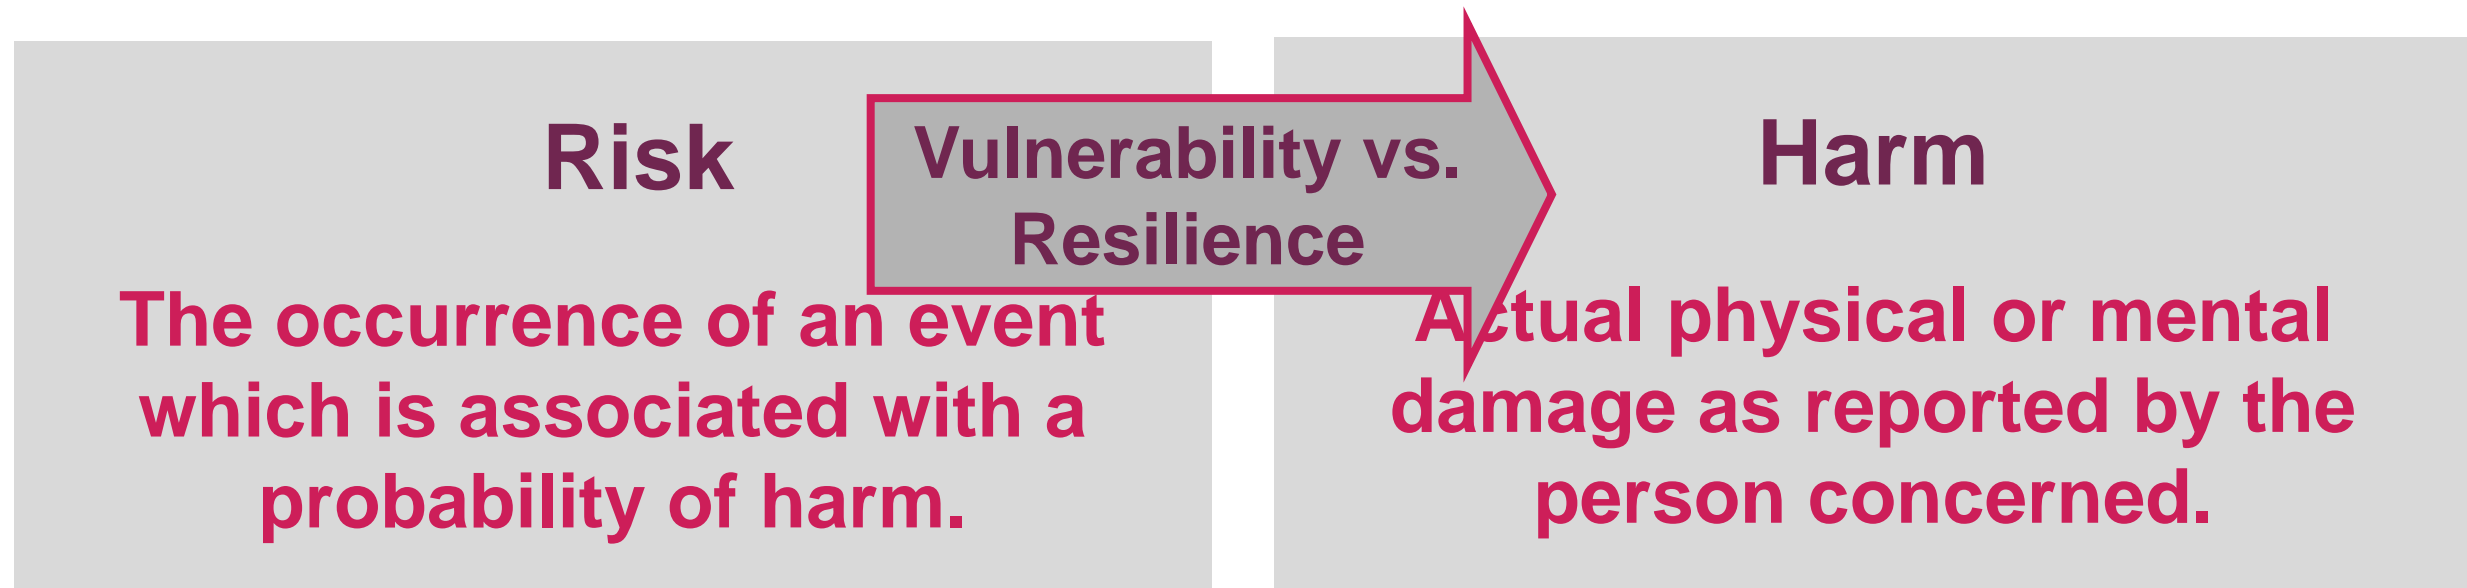 Risk
The occurrence of an event
which is associated with a
probability of harm.
Vulnerability vs.
Resilience
Harm
Actual physical or mental
damage as reported by the
person concerned.